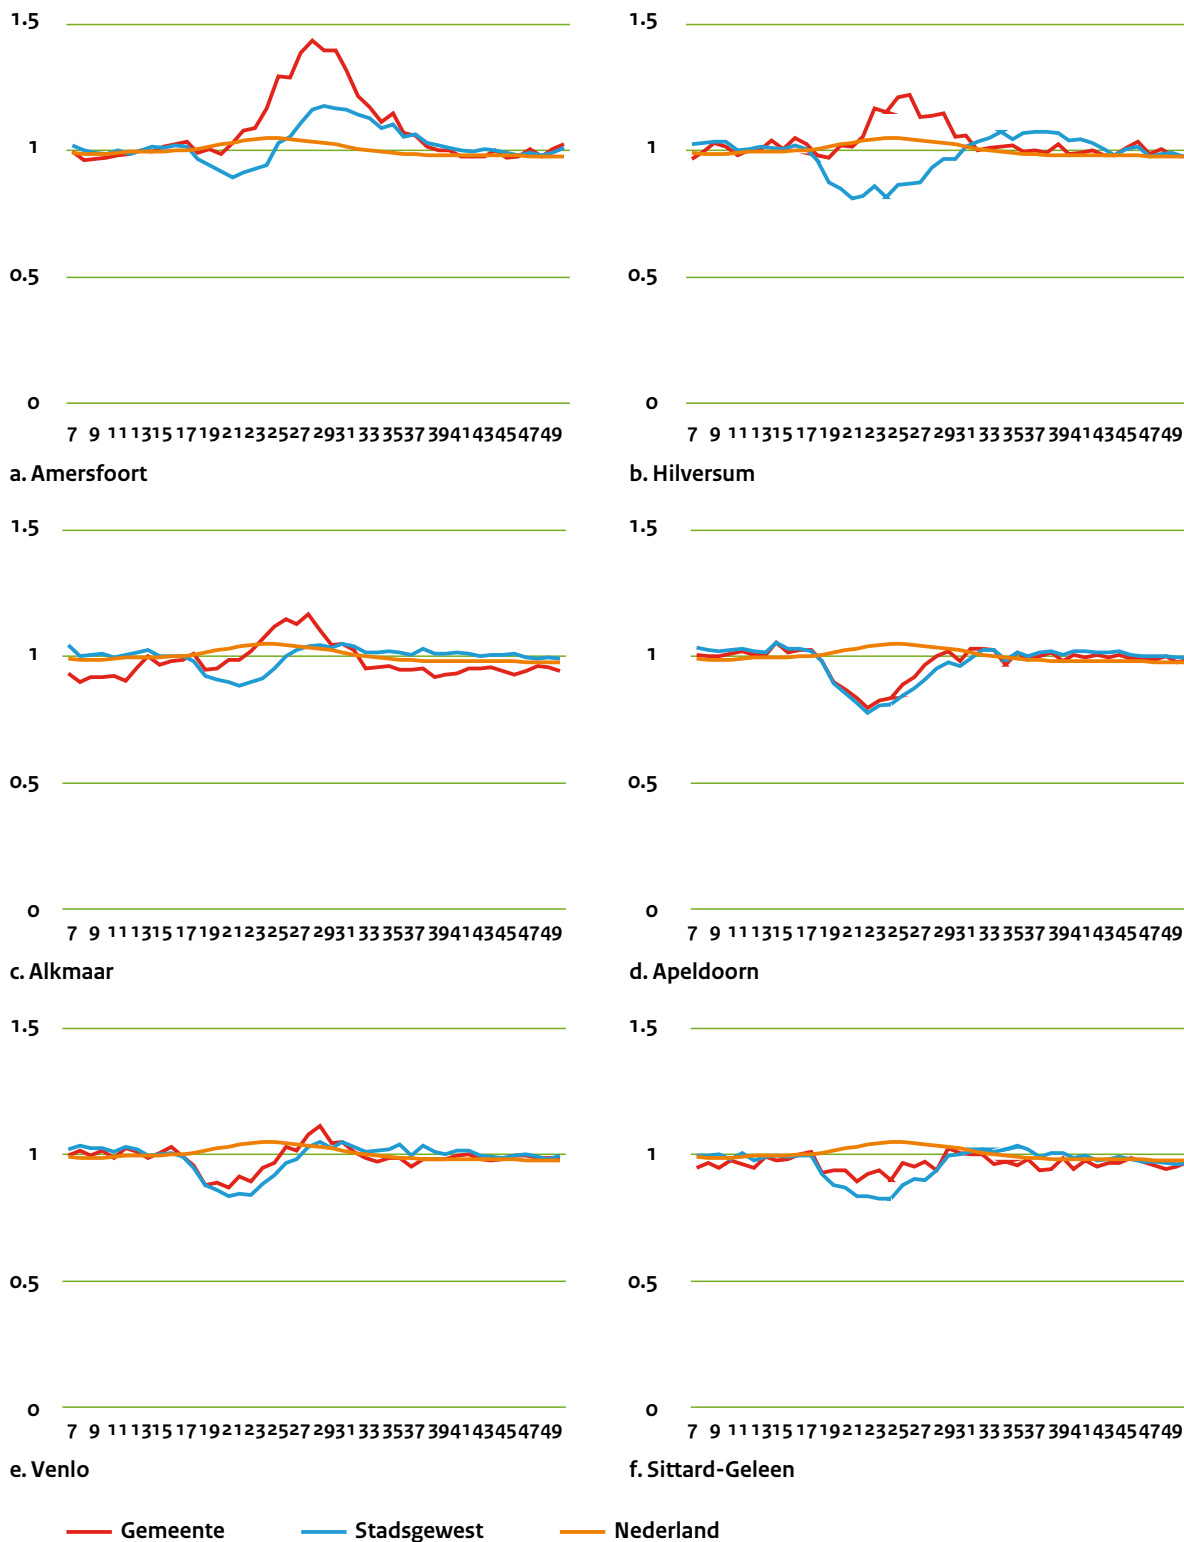 1.5 1.5
1 1
0.5 0.5
0 0
7 9 11 13 15 17 19 21 23 25 27 29 31 33 35 37 39 41 43 45 47 49 7 9 11 13 15 17 19 21 23 25 27 29 31 33 35 37 39 41 43 45 47 49
a. Amersfoort b. Hilversum
1.5 1.5
1 1
0.5 0.5
0 0
7 9 11 13 15 17 19 21 23 25 27 29 31 33 35 37 39 41 43 45 47 49 7 9 11 13 15 17 19 21 23 25 27 29 31 33 35 37 39 41 43 45 47 49
c. Alkmaar d. Apeldoorn
1.5 1.5
1 1
0.5 0.5
0 0
7 9 11 13 15 17 19 21 23 25 27 29 31 33 35 37 39 41 43 45 47 49 7 9 11 13 15 17 19 21 23 25 27 29 31 33 35 37 39 41 43 45 47 49
e. Venlo f. Sittard-Geleen
Gemeente Stadsgewest Nederland